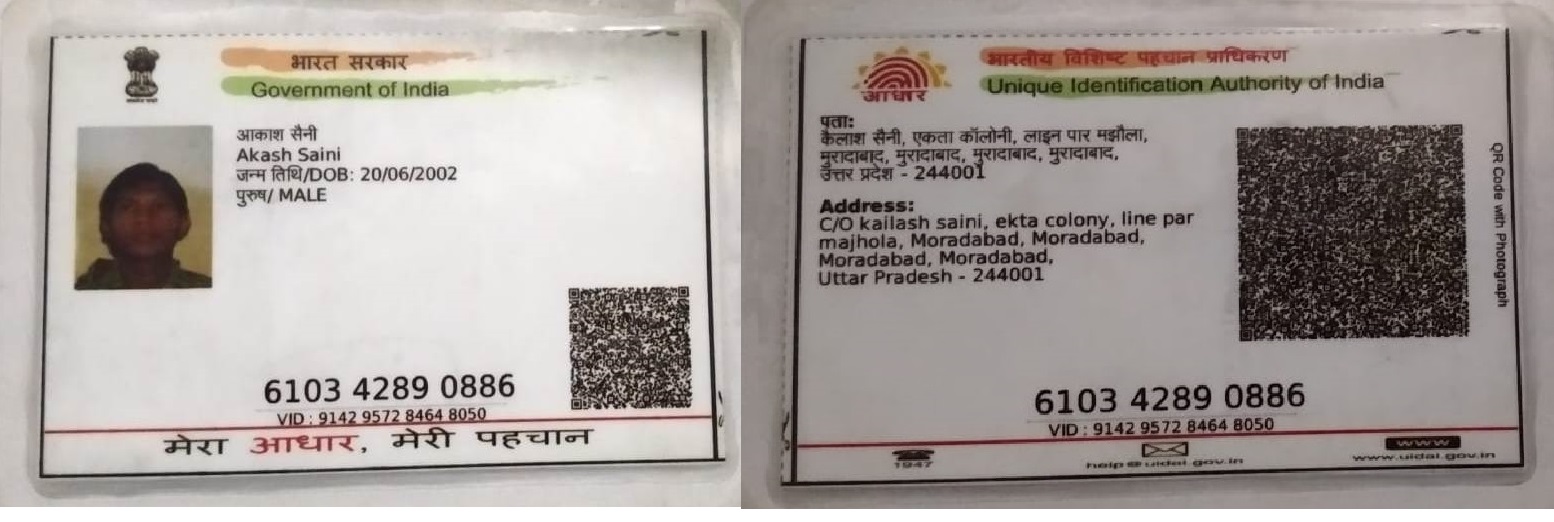 भारत सरकार
Government of India
आकाश सैनी
Akash Saini
जन्म तिथि/DOB: 20/06/2002
पुरुष/ MALE
6103 4289 0886
VID : 9142 9572 8464 8050
मेरा आधार, मेरी पहचान
भारतीय विशिष्ट पहचान प्राधिकरण
Unique Identification Authority of India
आधार
पता:
कैलाश सैनी, एकता कॉलोनी, लाइन पार मझौला,
मुरादाबाद, मुरादाबाद, मुरादाबाद, मुरादाबाद,
उत्तर प्रदेश - 244001
Address:
C/O kailash saini, ekta colony, line par
majhola, Moradabad, Moradabad,
Moradabad, Moradabad,
Uttar Pradesh - 244001
QR Code with Photograph
6103 4289 0886
VID : 9142 9572 8464 8050
1947
help@uidai.gov.in
www
www.uidai.gov.in